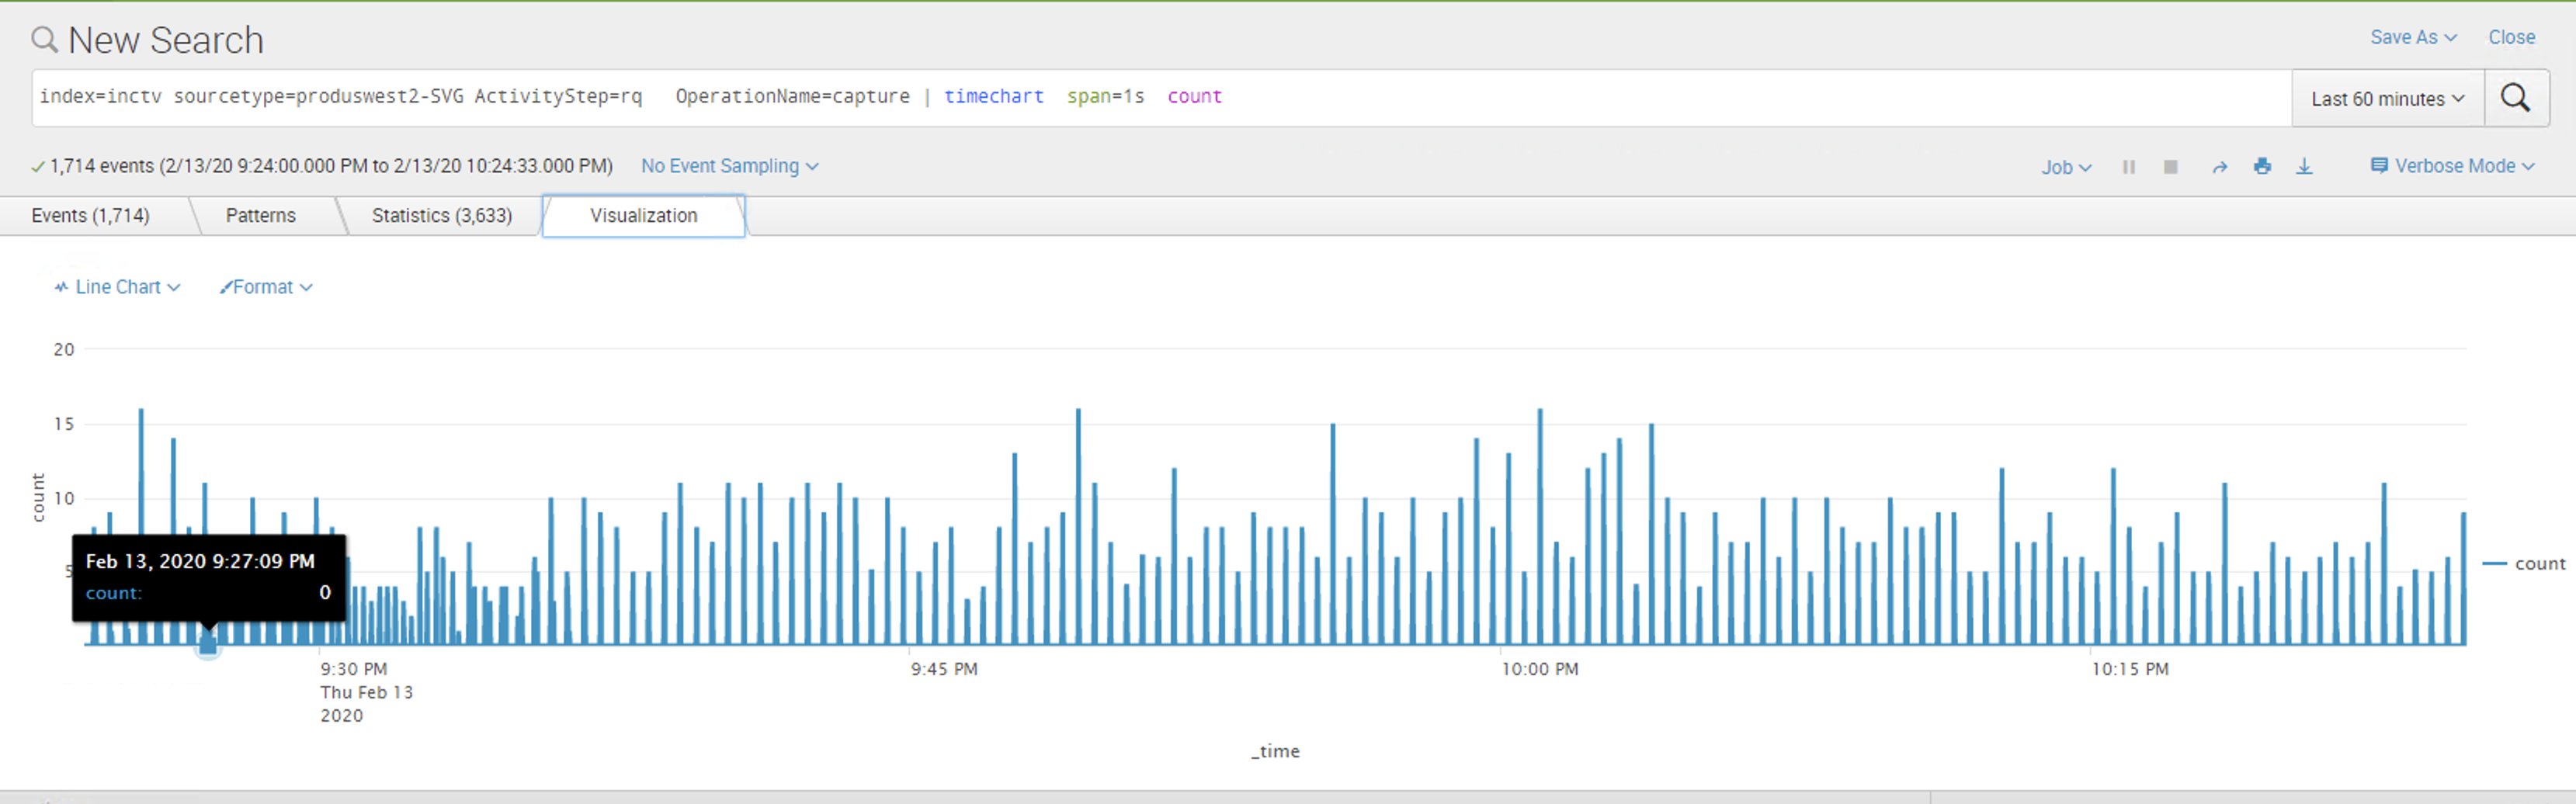 New Search
Save As Close
index=inctv sourcetype=produswest2-SVG ActivityStep=rq OperationName=capture | timechart span=1s count
Last 60 minutes
1,714 events (2/13/20 9:24:00.000 PM to 2/13/20 10:24:33.000 PM) No Event Sampling
Job Verbose Mode
Events (1,714) Patterns Statistics (3,633) Visualization
Line Chart Format
20
15
10
5
count
Feb 13, 2020 9:27:09 PM
count: 0
count
9:30 PM 9:45 PM 10:00 PM 10:15 PM
Thu Feb 13
2020
_time